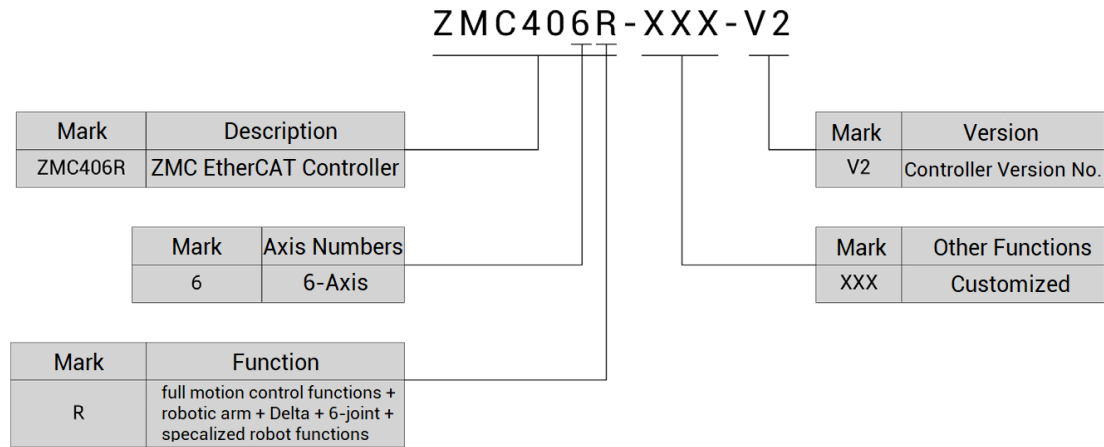 ZMC406R-XXX-V2
Mark Description
ZMC406R ZMC EtherCAT Controller
Mark Version
V2 Controller Version No.
Mark Axis Numbers
6 6-Axis
Mark Other Functions
XXX Customized
Mark Function
R
full motion control functions +
robotic arm + Delta + 6-joint +
specalized robot functions